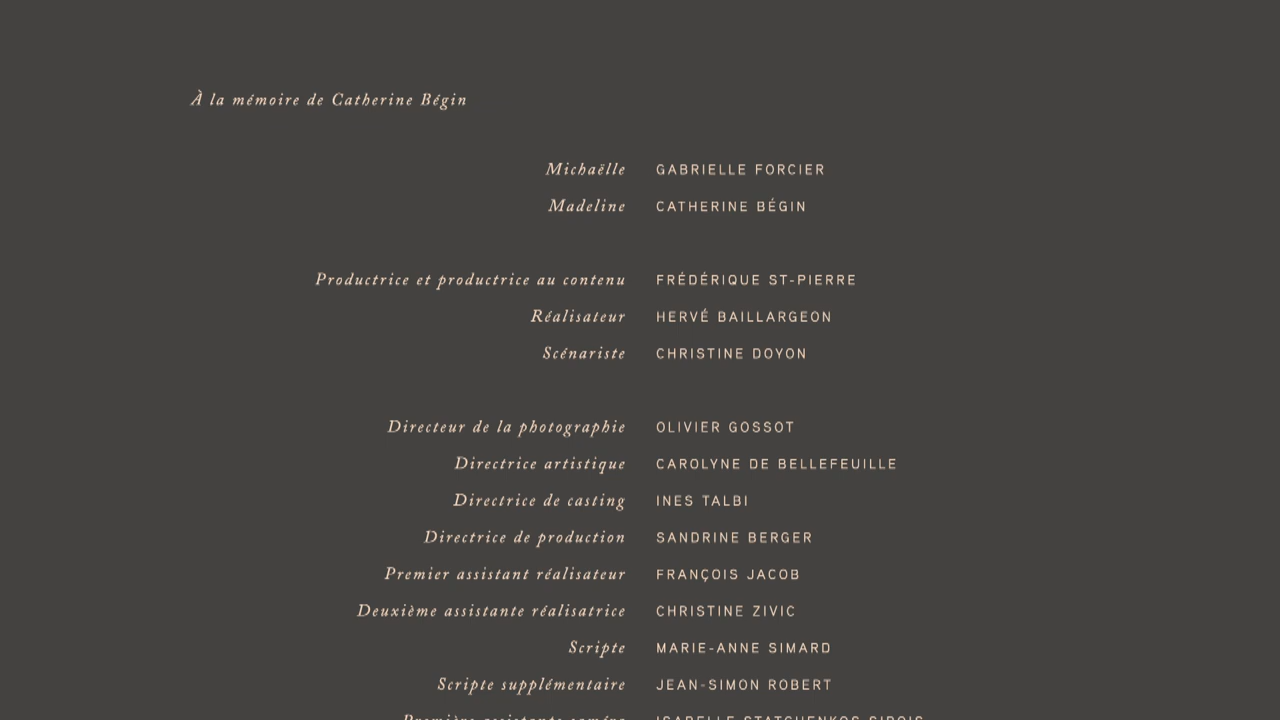 À la mémoire de Catherine Bégin
Michaëlle GABRIELLE FORCIER
Madeline CATHERINE BÉGIN
Productrice et productrice au contenu FRÉDÉRIQUE ST-PIERRE
Réalisateur HERVÉ BAILLARGEON
Scénariste CHRISTINE DOYON
Directeur de la photographie OLIVIER GOSSOT
Directrice artistique CAROLYNE DE BELLEFEUILLE
Directrice de casting INES TALBI
Directrice de production SANDRINE BERGER
Premier assistant réalisateur FRANÇOIS JACOB
Deuxième assistante réalisatrice CHRISTINE ZIVIC
Scripte MARIE-ANNE SIMARD
Scripte supplémentaire JEAN-SIMON ROBERT